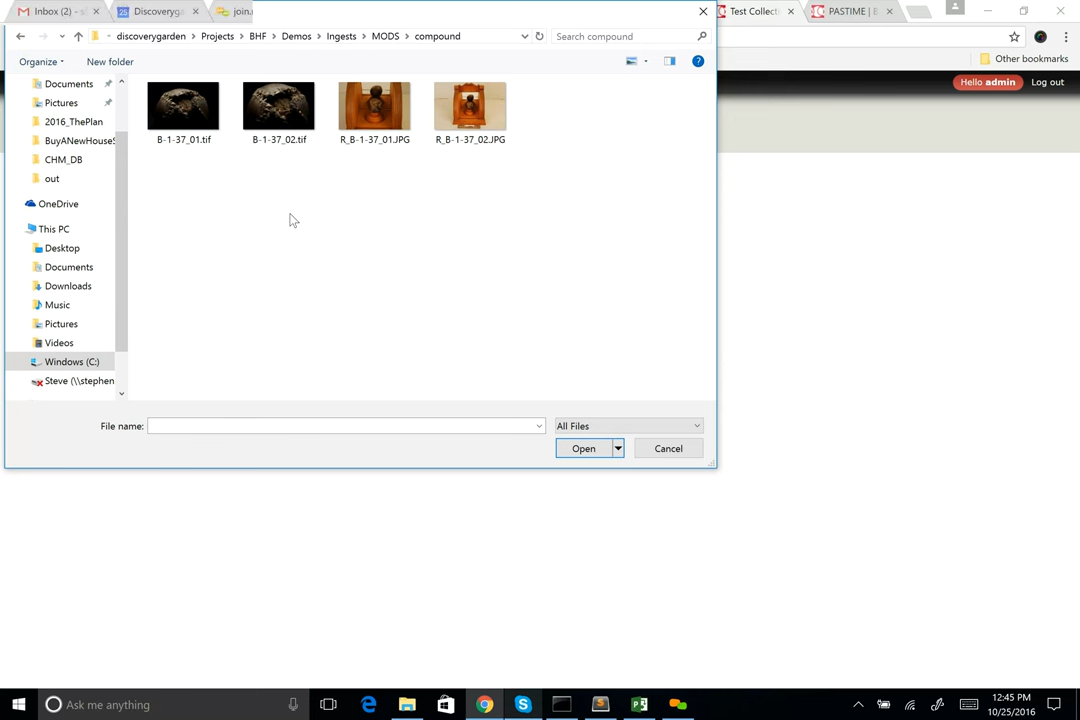 Inbox (2) - s
Discoveryga
join.
Test Collecti
PASTIME | B
discoverygarden
Projects
BHF
Demos
Ingests
MODS
compound
Search compound
Other bookmarks
Organize
New folder
Hello admin
Log out
Documents
Pictures
2016_ThePlan
BuyANewHouse
CHM_DB
out
OneDrive
This PC
Desktop
Documents
Downloads
Music
Pictures
Videos
Windows (C:)
Steve (\\stephen
B-1-37_01.tif
B-1-37_02.tif
R_B-1-37_01.JPG
R_B-1-37_02.JPG
File name:
All Files
Open
Cancel
Ask me anything
12:45 PM
10/25/2016